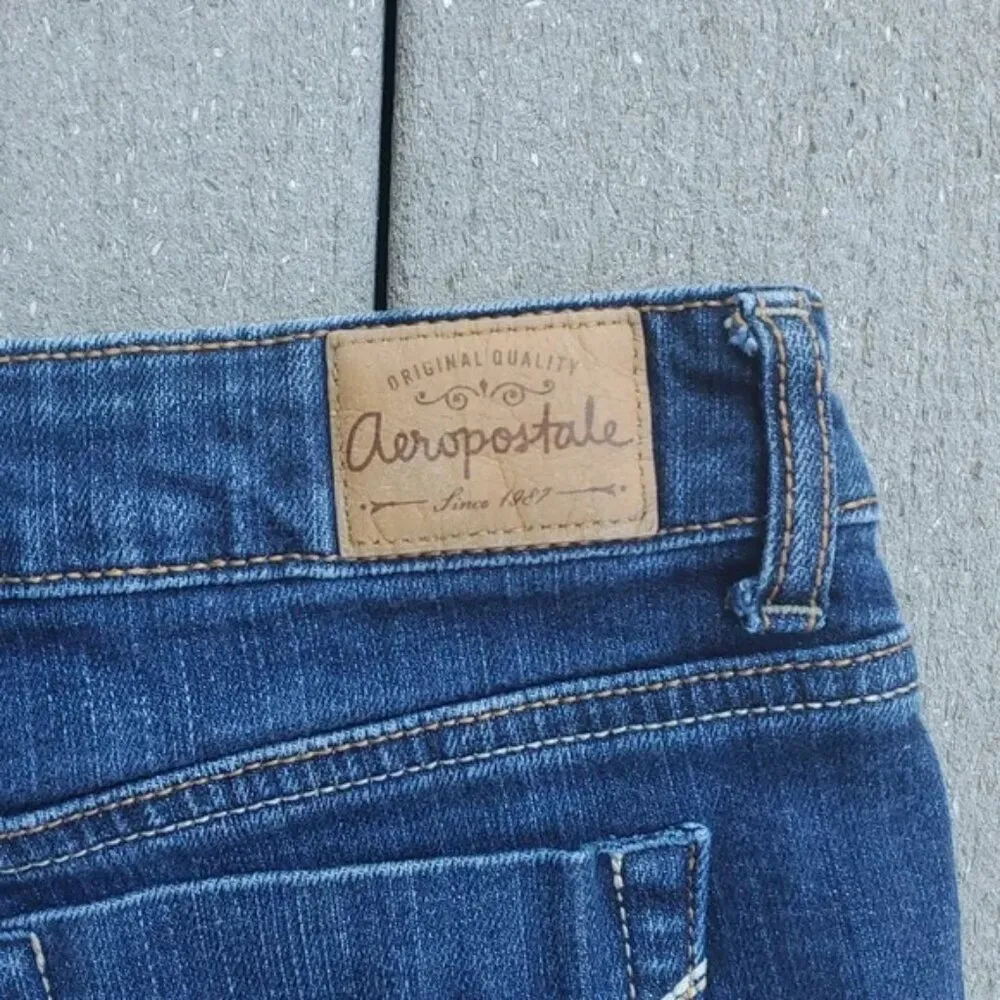 ORIGINAL QUALITY
aeropostale
Since 1987